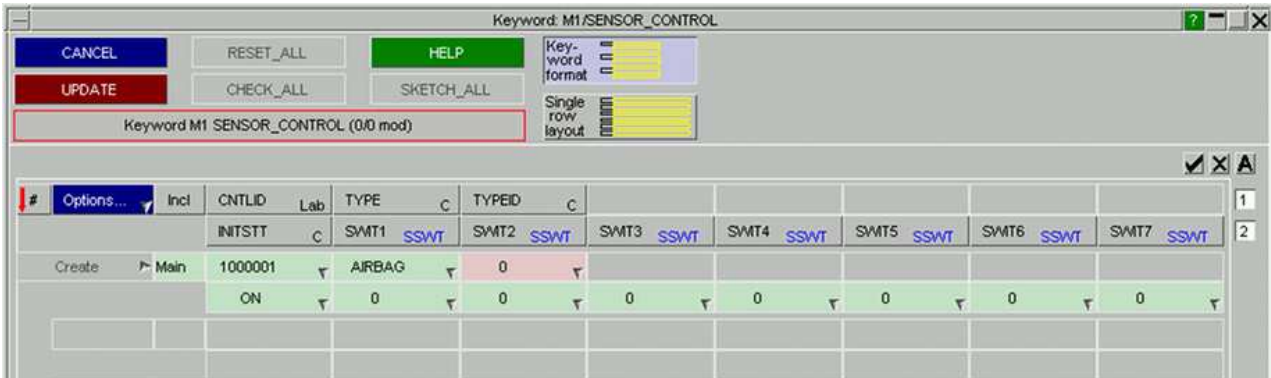 Keyword: M1/SENSOR_CONTROL ?
CANCEL RESET_ALL HELP Key-word format
UPDATE CHECK_ALL SKETCH_ALL Single row layout
Keyword M1 SENSOR_CONTROL (0/0 mod)
A
# Options... Incl CNTLID Lab TYPE C TYPEID C 1
INITSTT C SWIT1 SSWT SWIT2 SSWT SWIT3 SSWT SWIT4 SSWT SWIT5 SSWT SWIT6 SSWT SWIT7 SSWT 2
Create Main 1000001 AIRBAG 0
ON 0 0 0 0 0 0 0